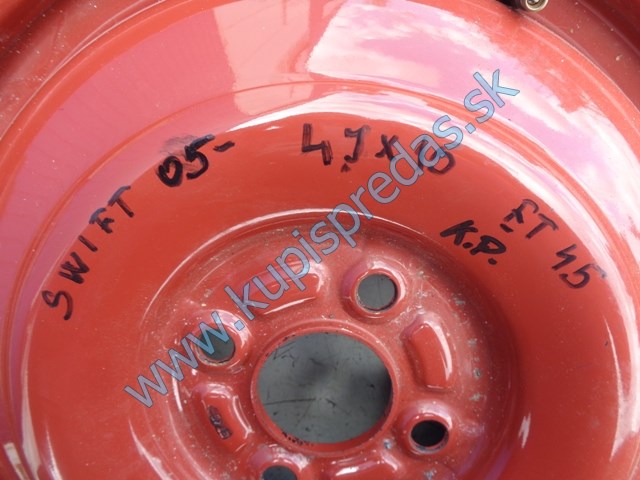 SWIFT 05- 4Jx15 ET 45
K.P.
www.kupispredas.sk